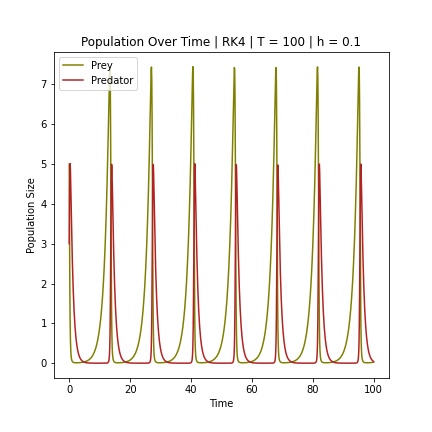 Population Over Time | RK4 | T = 100 | h = 0.1
Prey
Predator
7
6
5
4
3
2
1
0
Population Size
0
20
40
60
80
100
Time